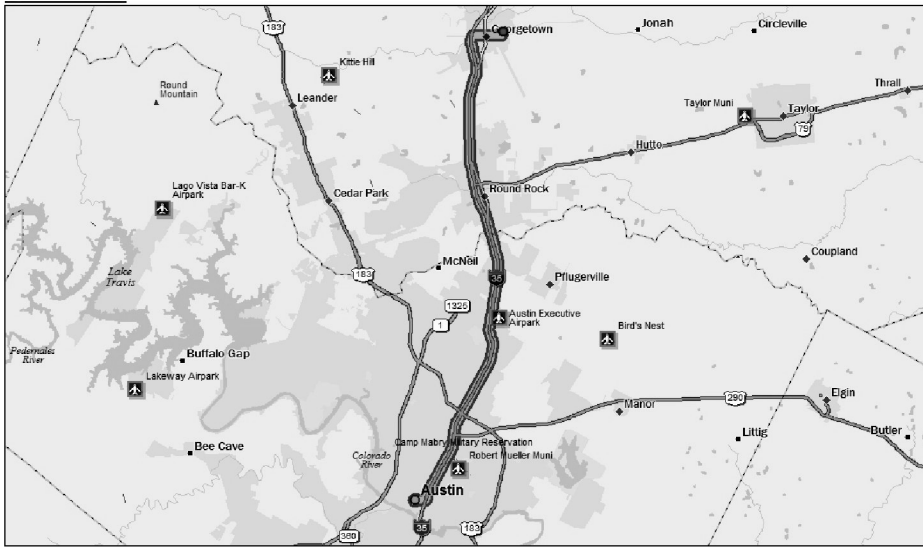 183
Georgetown
Jonah
Circleville
Kittie Hill
Round
Mountain
Leander
Thrall
Taylor Muni
Taylor
79
Hutto
Lago Vista Bar-K
Airpark
Cedar Park
Round Rock
Lake
Travis
McNeil
183
35
Coupland
Pflugerville
1325
1
Austin Executive
Airpark
Bird's Nest
Pedernales
River
Buffalo Gap
Lakeway Airpark
290
Elgin
Manor
Butler
Littig
Camp Mabry Military Reservation
Bee Cave
Colorado
River
Robert Mueller Muni
Austin
35
183
360